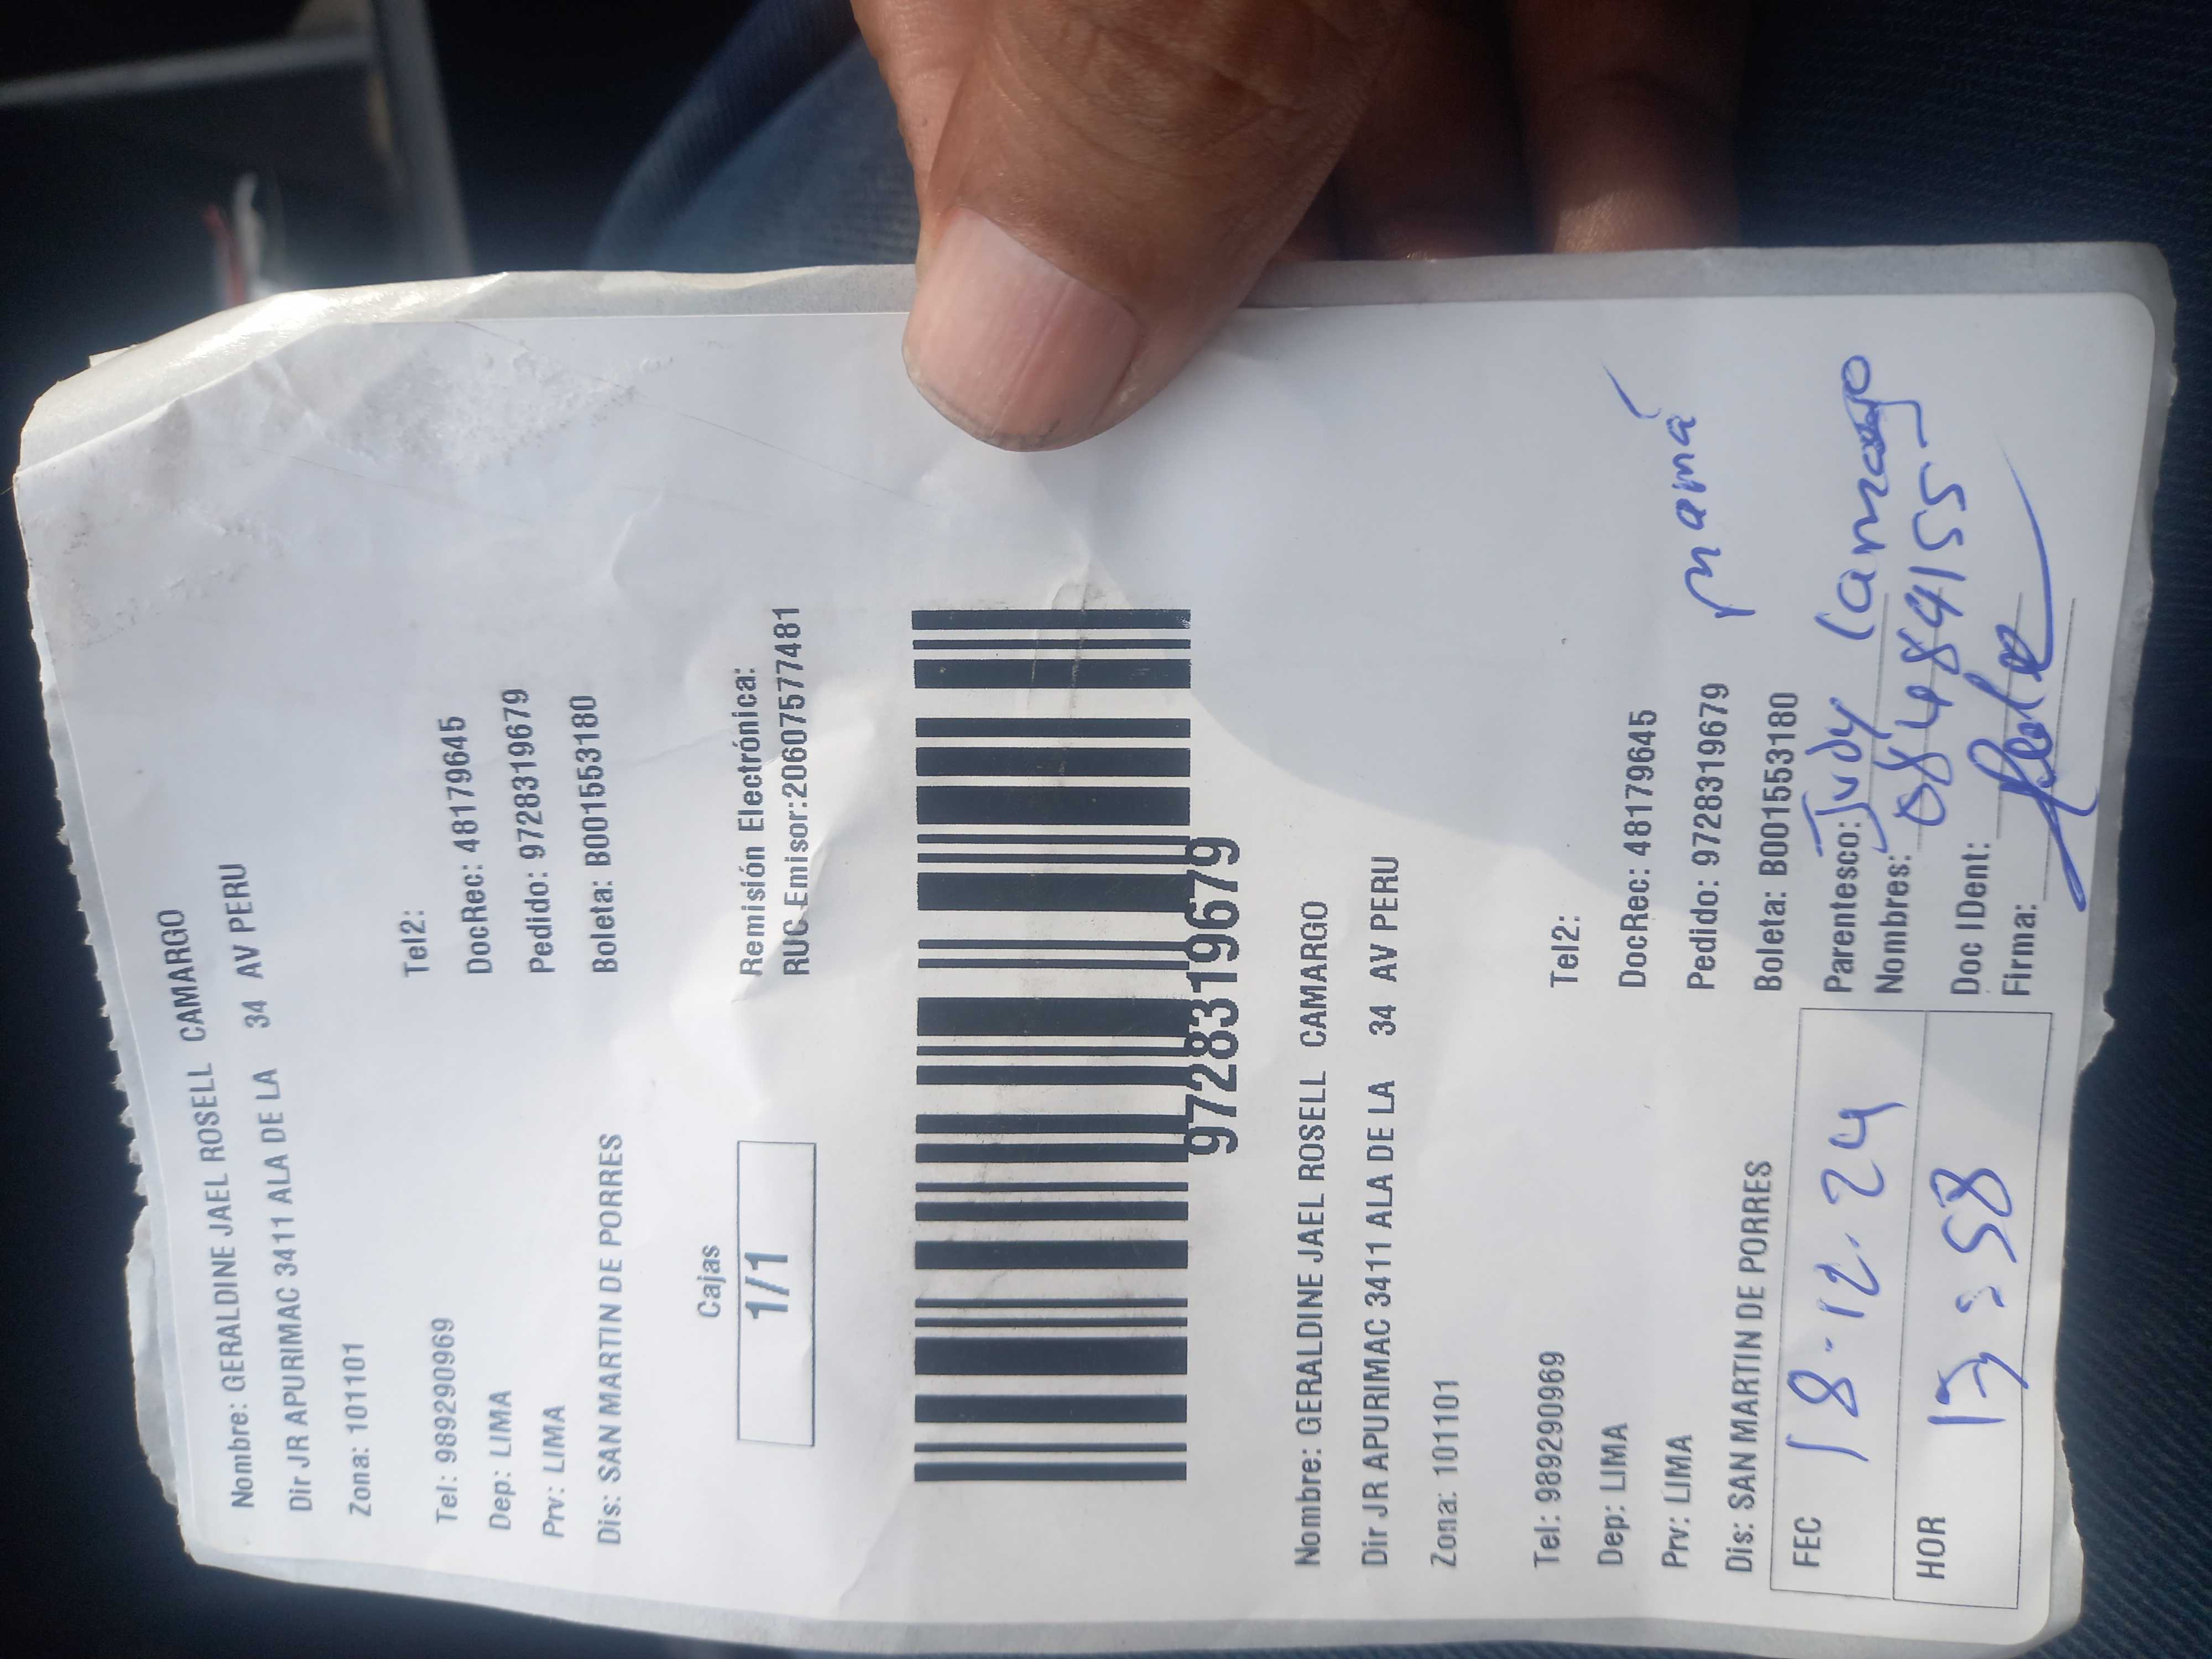 Nombre: GERALDINE JAEL ROSELL CAMARGO
Dir JR APURIMAC 3411 ALA DE LA 34 AV PERU
Zona: 101101
Tel: 989290969 Tel2:
Dep: LIMA DocRec: 48179645
Prv: LIMA Pedido: 9728319679
Dis: SAN MARTIN DE PORRES Boleta: B001553180
Cajas
1/1
Remisión Electrónica:
RUC Emisor:20607577481
9728319679
Nombre: GERALDINE JAEL ROSELL CAMARGO
Dir JR APURIMAC 3411 ALA DE LA 34 AV PERU
Zona: 101101
Tel: 989290969 Tel2:
Dep: LIMA DocRec: 48179645
Prv: LIMA Pedido: 9728319679 mamá
Dis: SAN MARTIN DE PORRES Boleta: B001553180
FEC 18-12-24
HOR 13:58
Parentesco: Judy Camargo
Nombres: 08489155
Doc IDent:
Firma: